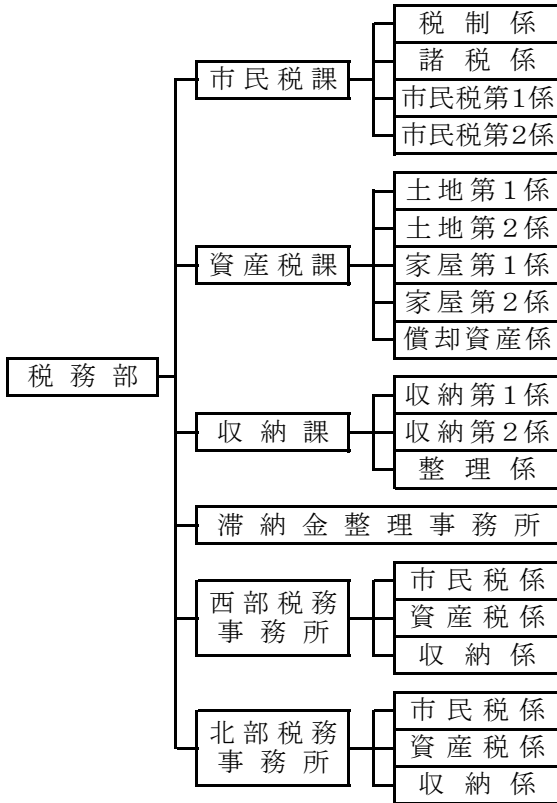 税務部
市民税課
税制係
諸税係
市民税第1係
市民税第2係
資産税課
土地第1係
土地第2係
家屋第1係
家屋第2係
償却資産係
収納課
収納第1係
収納第2係
整理係
滞納金整理事務所
西部税務
事務所
市民税係
資産税係
収納係
北部税務
事務所
市民税係
資産税係
収納係